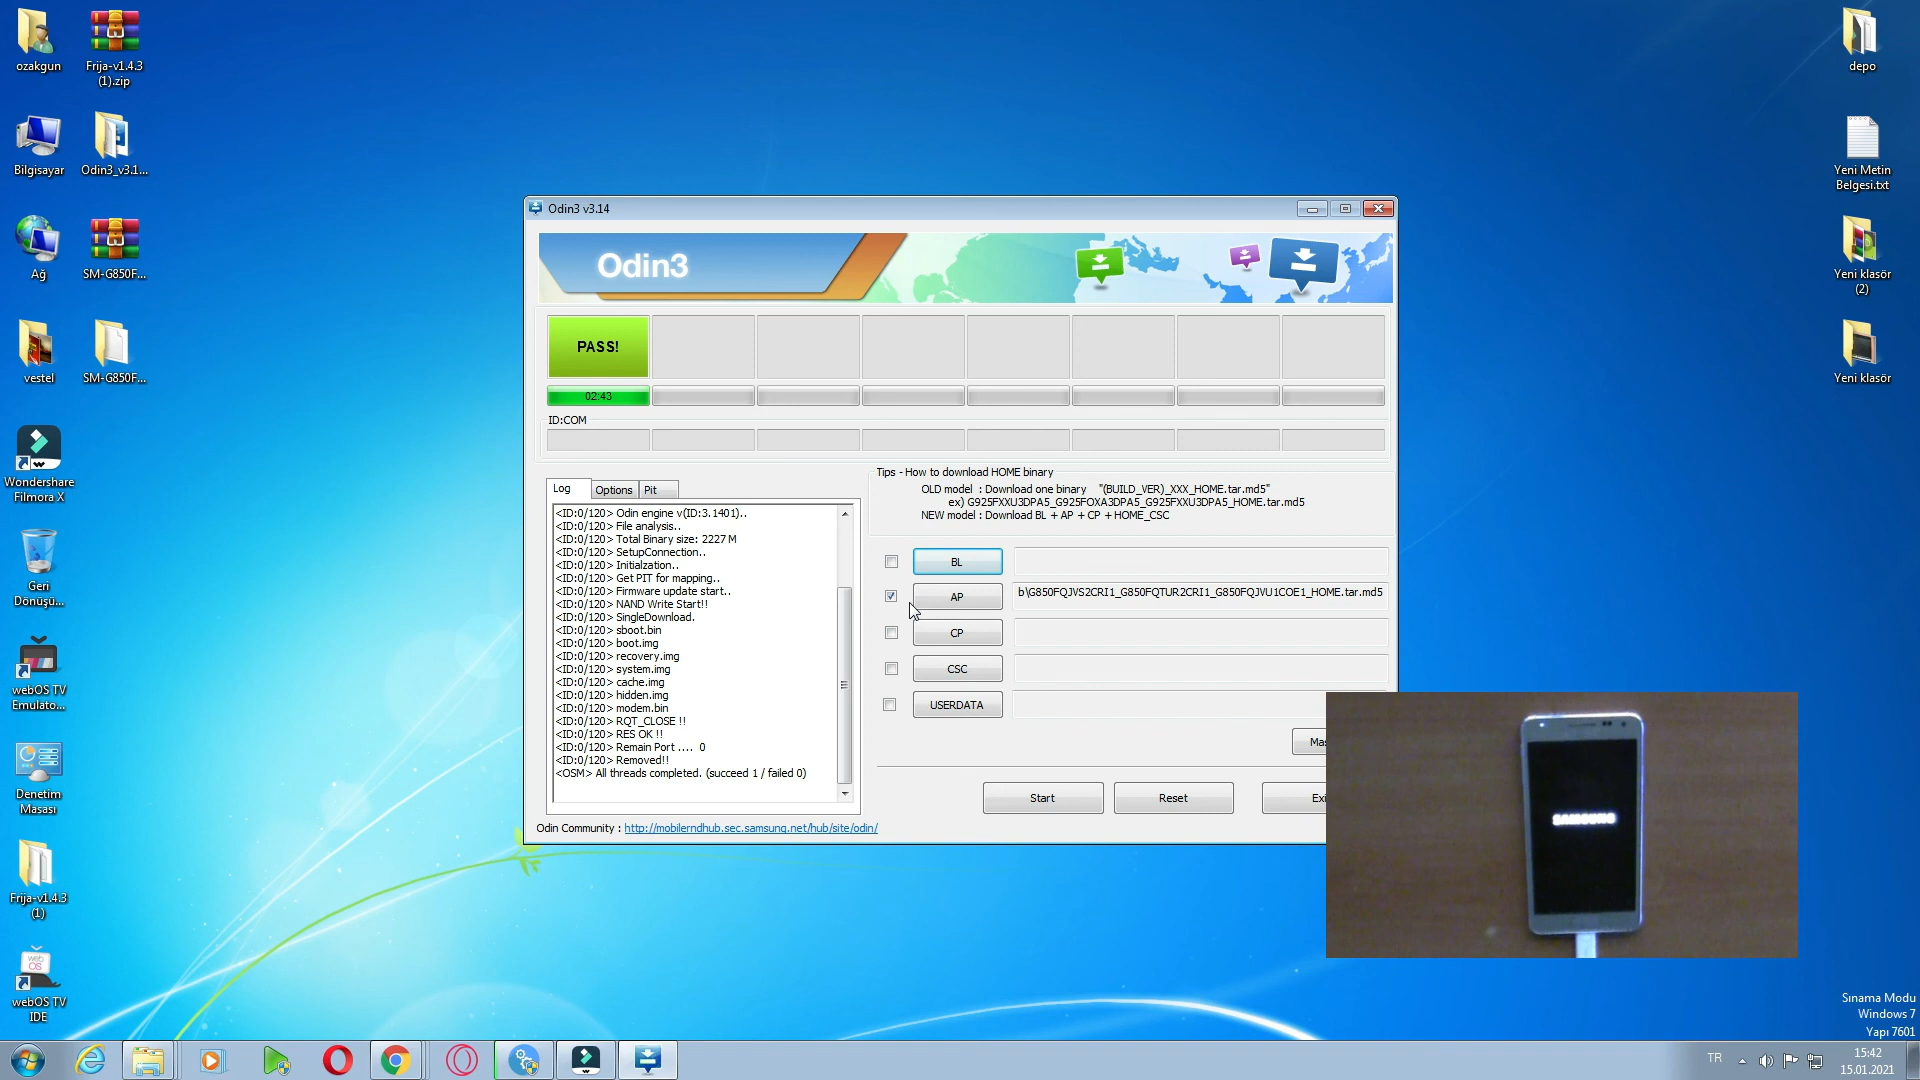 ozakgun
Frija-v1.4.3
(1).zip
Bilgisayar
Odin3_v3.1...
Ağ
SM-G850F...
vestel
SM-G850F...
Wondershare
Filmora X
Geri
Dönüşü...
webOS TV
Emulato...
Denetim
Masası
Frija-v1.4.3
(1)
web
OS
webOS TV
IDE
depo
Yeni Metin
Belgesi.txt
Yeni klasör
(2)
Yeni klasör
Odin3 v3.14
Odin3
PASS!
02:43
ID:COM
Log
Options
Pit
<ID:0/120> Odin engine v(ID:3.1401)..
<ID:0/120> File analysis..
<ID:0/120> Total Binary size: 2227 M
<ID:0/120> SetupConnection..
<ID:0/120> Initialzation..
<ID:0/120> Get PIT for mapping..
<ID:0/120> Firmware update start..
<ID:0/120> NAND Write Start!!
<ID:0/120> SingleDownload.
<ID:0/120> sboot.bin
<ID:0/120> boot.img
<ID:0/120> recovery.img
<ID:0/120> system.img
<ID:0/120> cache.img
<ID:0/120> hidden.img
<ID:0/120> modem.bin
<ID:0/120> RQT_CLOSE !!
<ID:0/120> RES OK !!
<ID:0/120> Remain Port .... 0
<ID:0/120> Removed!!
<OSM> All threads completed. (succeed 1 / failed 0)
Tips - How to download HOME binary
OLD model : Download one binary "(BUILD_VER)_XXX_HOME.tar.md5"
ex) G925FXXU3DPA5_G925FOXA3DPA5_G925FXXU3DPA5_HOME.tar.md5
NEW model : Download BL + AP + CP + HOME_CSC
BL
AP
b\G850FQJVS2CRI1_G850FQTUR2CRI1_G850FQJVU1COE1_HOME.tar.md5
CP
CSC
USERDATA
Mas
Start
Reset
Exi
Odin Community : http://mobilerndhub.sec.samsung.net/hub/site/odin/
SAMSUNG
Sınama Modu
Windows 7
Yapı 7601
TR
15:42
15.01.2021